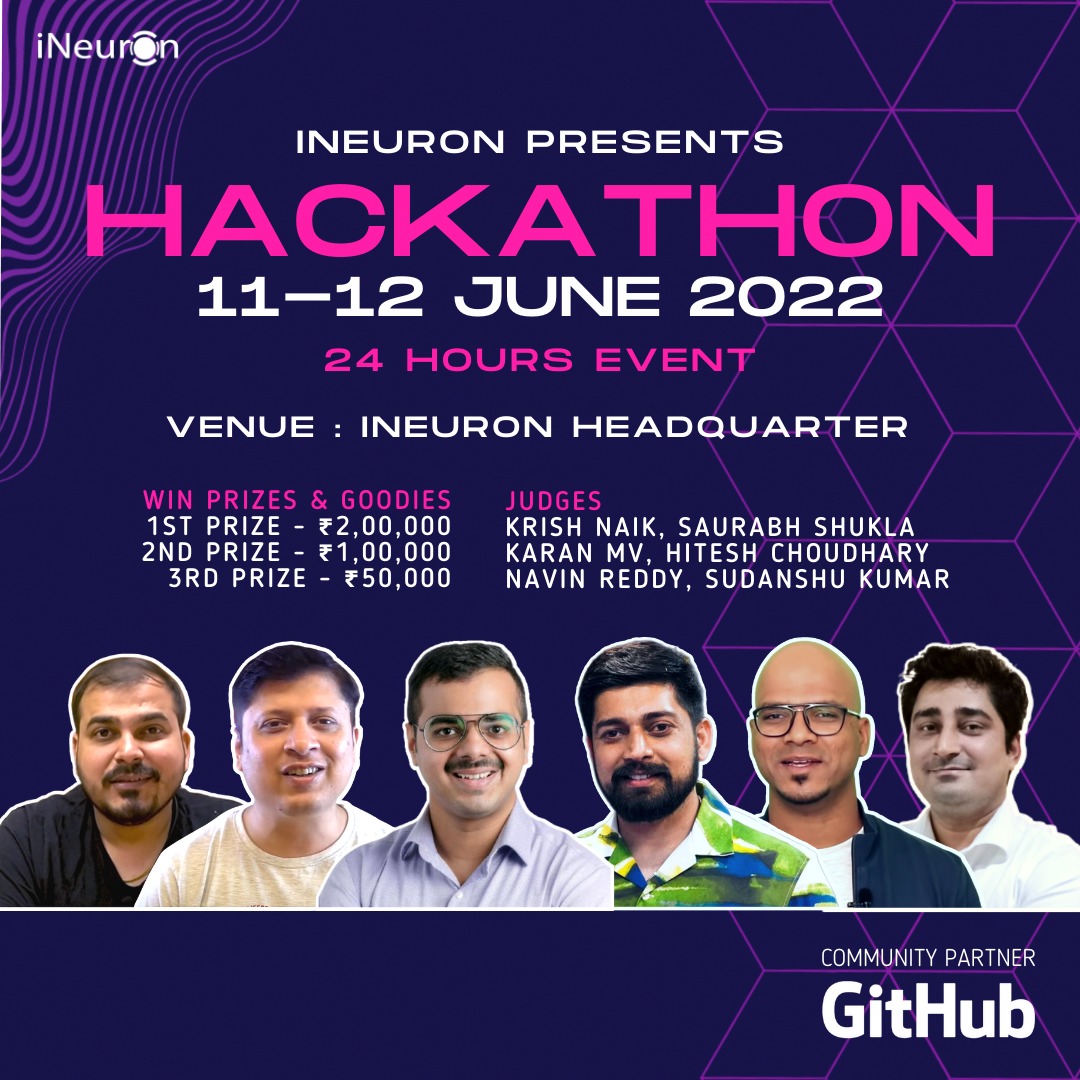 iNeuron
INEURON PRESENTS
HACKATHON
11–12 JUNE 2022
24 HOURS EVENT
VENUE : INEURON HEADQUARTER
WIN PRIZES & GOODIES
1ST PRIZE - ₹2,00,000
2ND PRIZE - ₹1,00,000
3RD PRIZE - ₹50,000
JUDGES
KRISH NAIK, SAURABH SHUKLA
KARAN MV, HITESH CHOUDHARY
NAVIN REDDY, SUDANSHU KUMAR
COMMUNITY PARTNER
GitHub